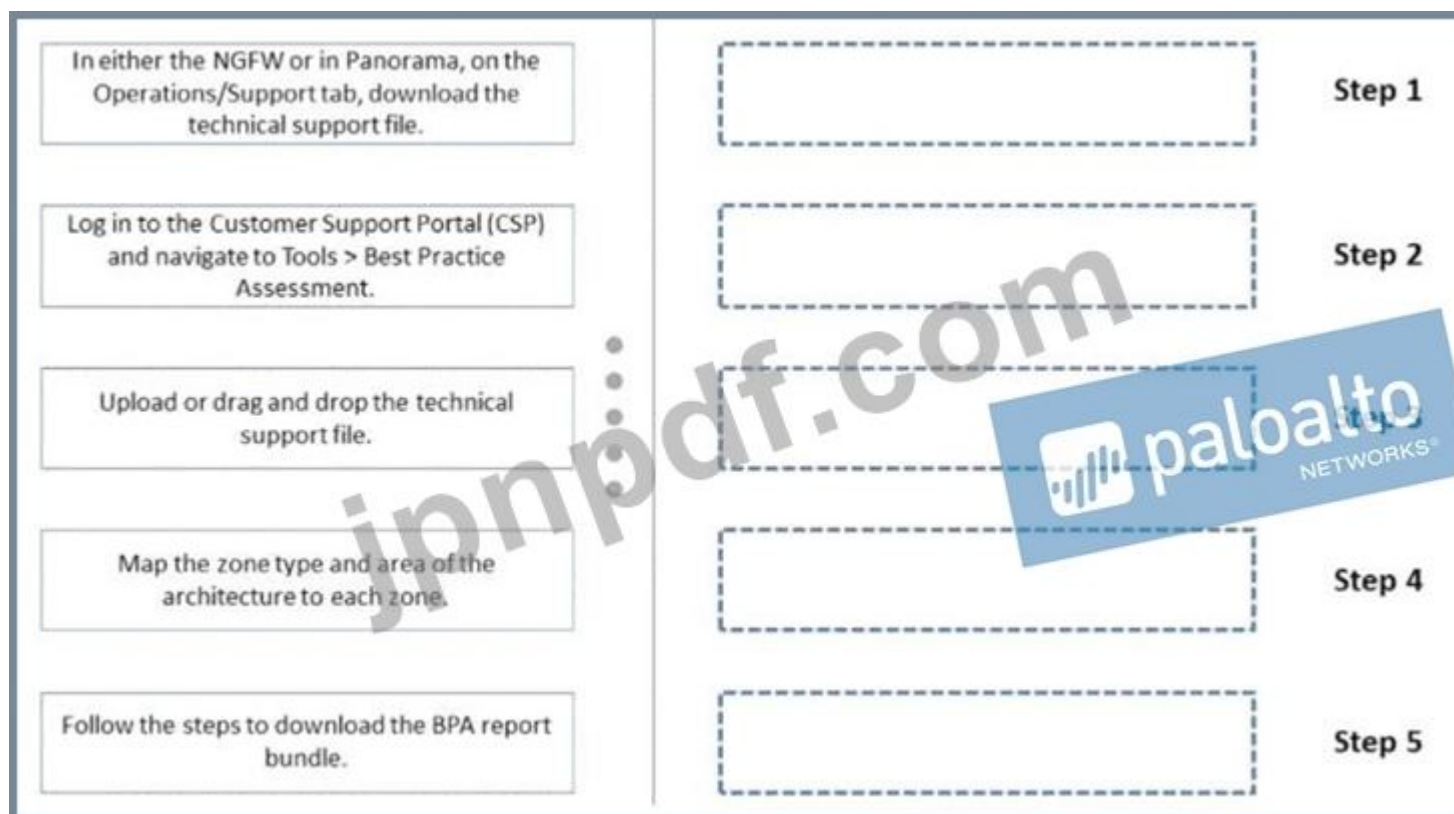 In either the NGFW or in Panorama, on the
Operations/Support tab, download the
technical support file.
Step 1
Log in to the Customer Support Portal (CSP)
and navigate to Tools > Best Practice
Assessment.
Step 2
Upload or drag and drop the technical
support file.
Step 3
Map the zone type and area of the
architecture to each zone.
Step 4
Follow the steps to download the BPA report
bundle.
Step 5
jpnpdf.com
paloalto
NETWORKS®